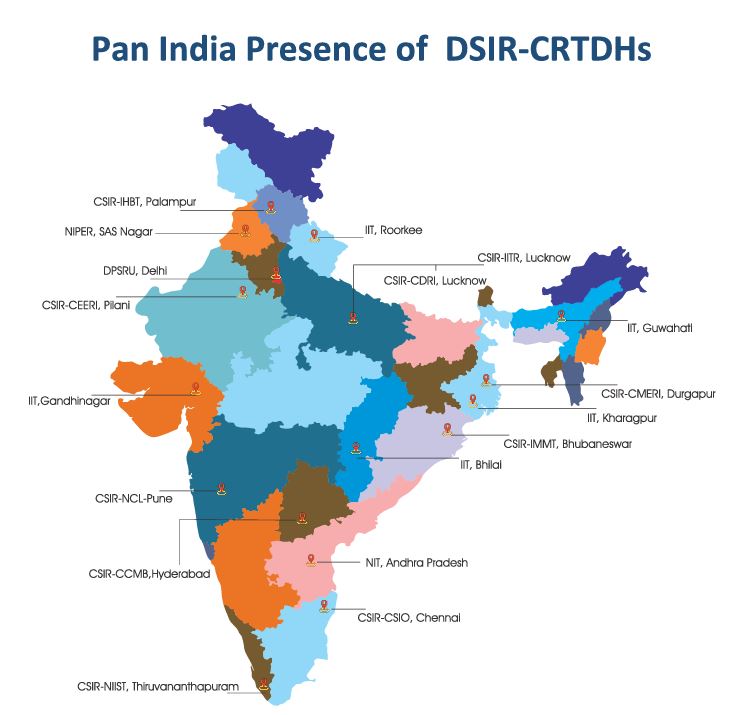 Pan India Presence of DSIR-CRTDHs
CSIR-IHBT, Palampur
NIPER, SAS Nagar
IIT, Roorkee
CSIR-IITR, Lucknow
DPSRU, Delhi
CSIR-CDRI, Lucknow
CSIR-CEERI, Pilani
IIT, Guwahati
IIT,Gandhinagar
CSIR-CMERI, Durgapur
IIT, Kharagpur
CSIR-IMMT, Bhubaneswar
IIT, Bhilai
CSIR-NCL-Pune
NIT, Andhra Pradesh
CSIR-CCMB,Hyderabad
CSIR-CSIO, Chennai
CSIR-NIIST, Thiruvananthapuram